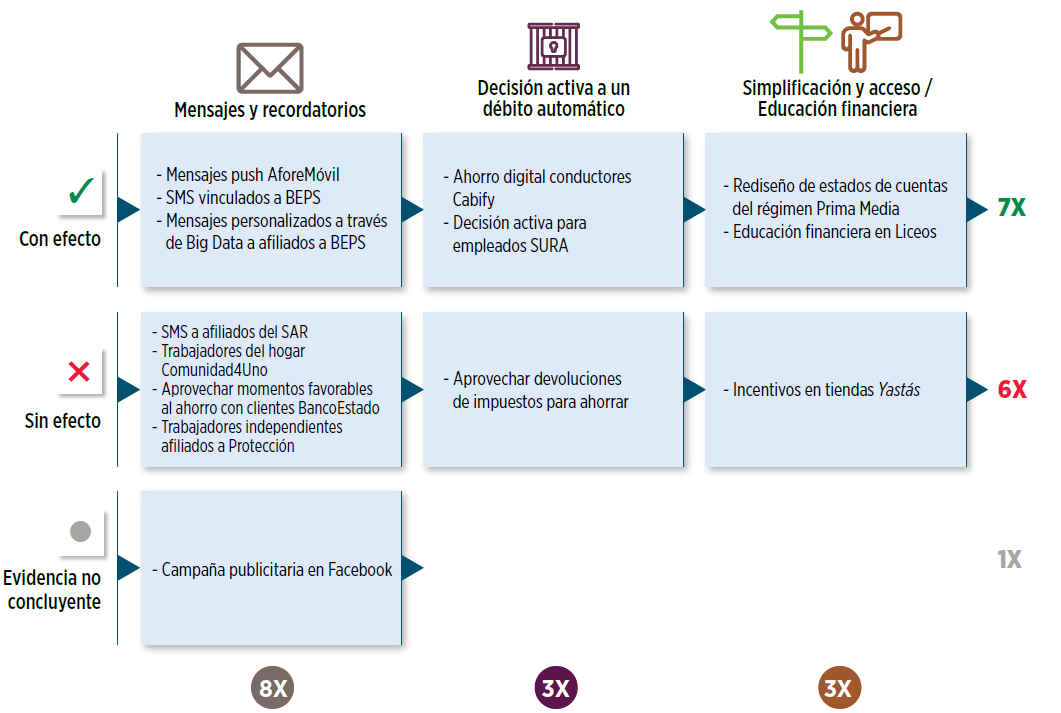 Mensajes y recordatorios
Decisión activa a un
débito automático
Simplificación y acceso /
Educación financiera
Con efecto
- Mensajes push AforeMóvil
- SMS vinculados a BEPS
- Mensajes personalizados a través
de Big Data a afiliados a BEPS
- Ahorro digital conductores
Cabify
- Decisión activa para
empleados SURA
- Rediseño de estados de cuentas
del régimen Prima Media
- Educación financiera en Liceos
7X
Sin efecto
- SMS a afiliados del SAR
- Trabajadores del hogar
Comunidad4Uno
- Aprovechar momentos favorables
al ahorro con clientes BancoEstado
- Trabajadores independientes
afiliados a Protección
- Aprovechar devoluciones
de impuestos para ahorrar
- Incentivos en tiendas Yastás
6X
Evidencia no
concluyente
- Campaña publicitaria en Facebook
1X
8X
3X
3X